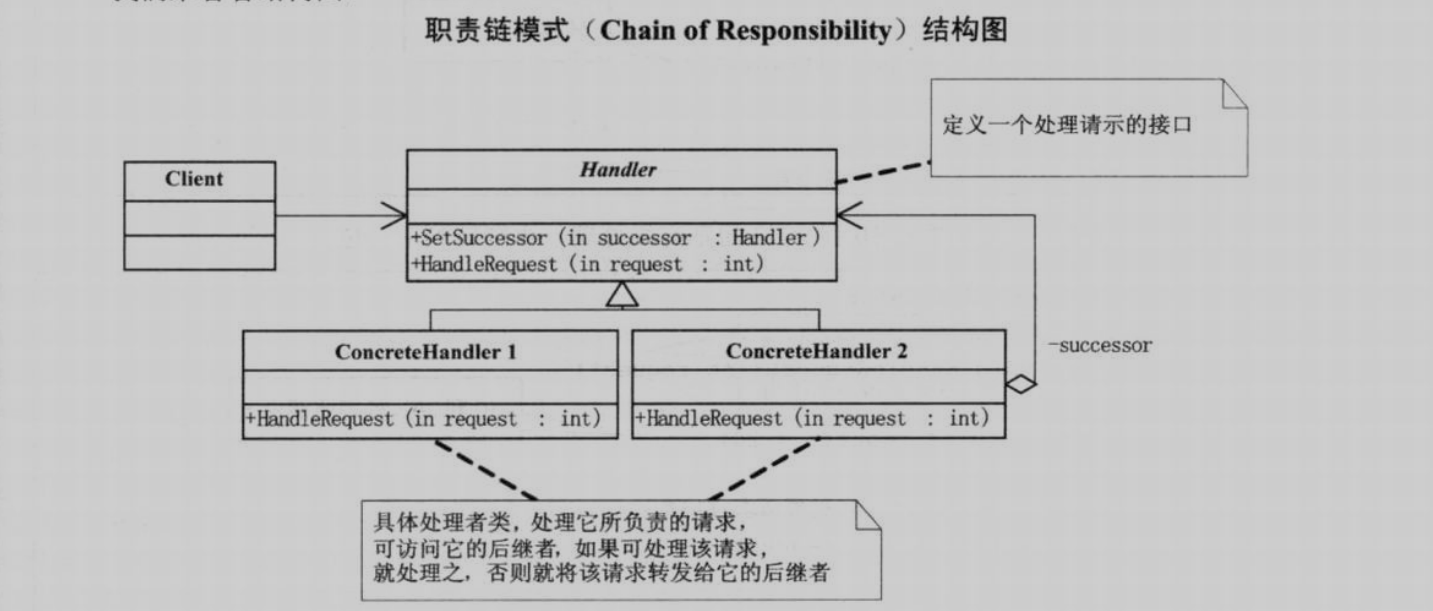 职责链模式（Chain of Responsibility）结构图
定义一个处理请示的接口
Client
Handler
+SetSuccessor (in successor : Handler)
+HandleRequest (in request : int)
ConcreteHandler 1
+HandleRequest (in request : int)
ConcreteHandler 2
+HandleRequest (in request : int)
-successor
具体处理者类，处理它所负责的请求，
可访问它的后继者，如果可处理该请求，
就处理之，否则就将该请求转发给它的后继者